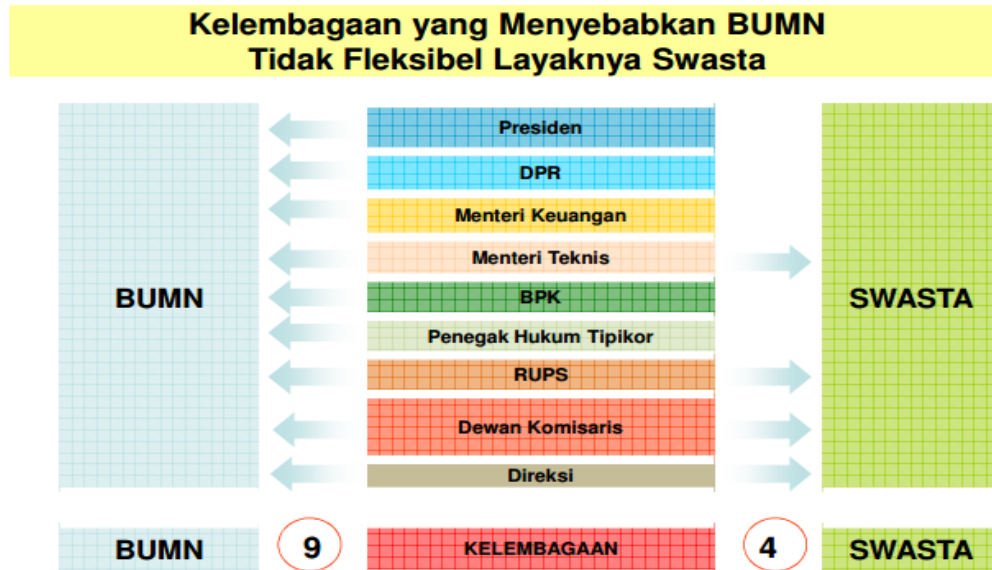 Kelembagaan yang Menyebabkan BUMN
Tidak Fleksibel Layaknya Swasta
Presiden
DPR
Menteri Keuangan
Menteri Teknis
BUMN
BPK
SWASTA
Penegak Hukum Tipikor
RUPS
Dewan Komisaris
Direksi
BUMN
9
KELEMBAGAAN
4
SWASTA